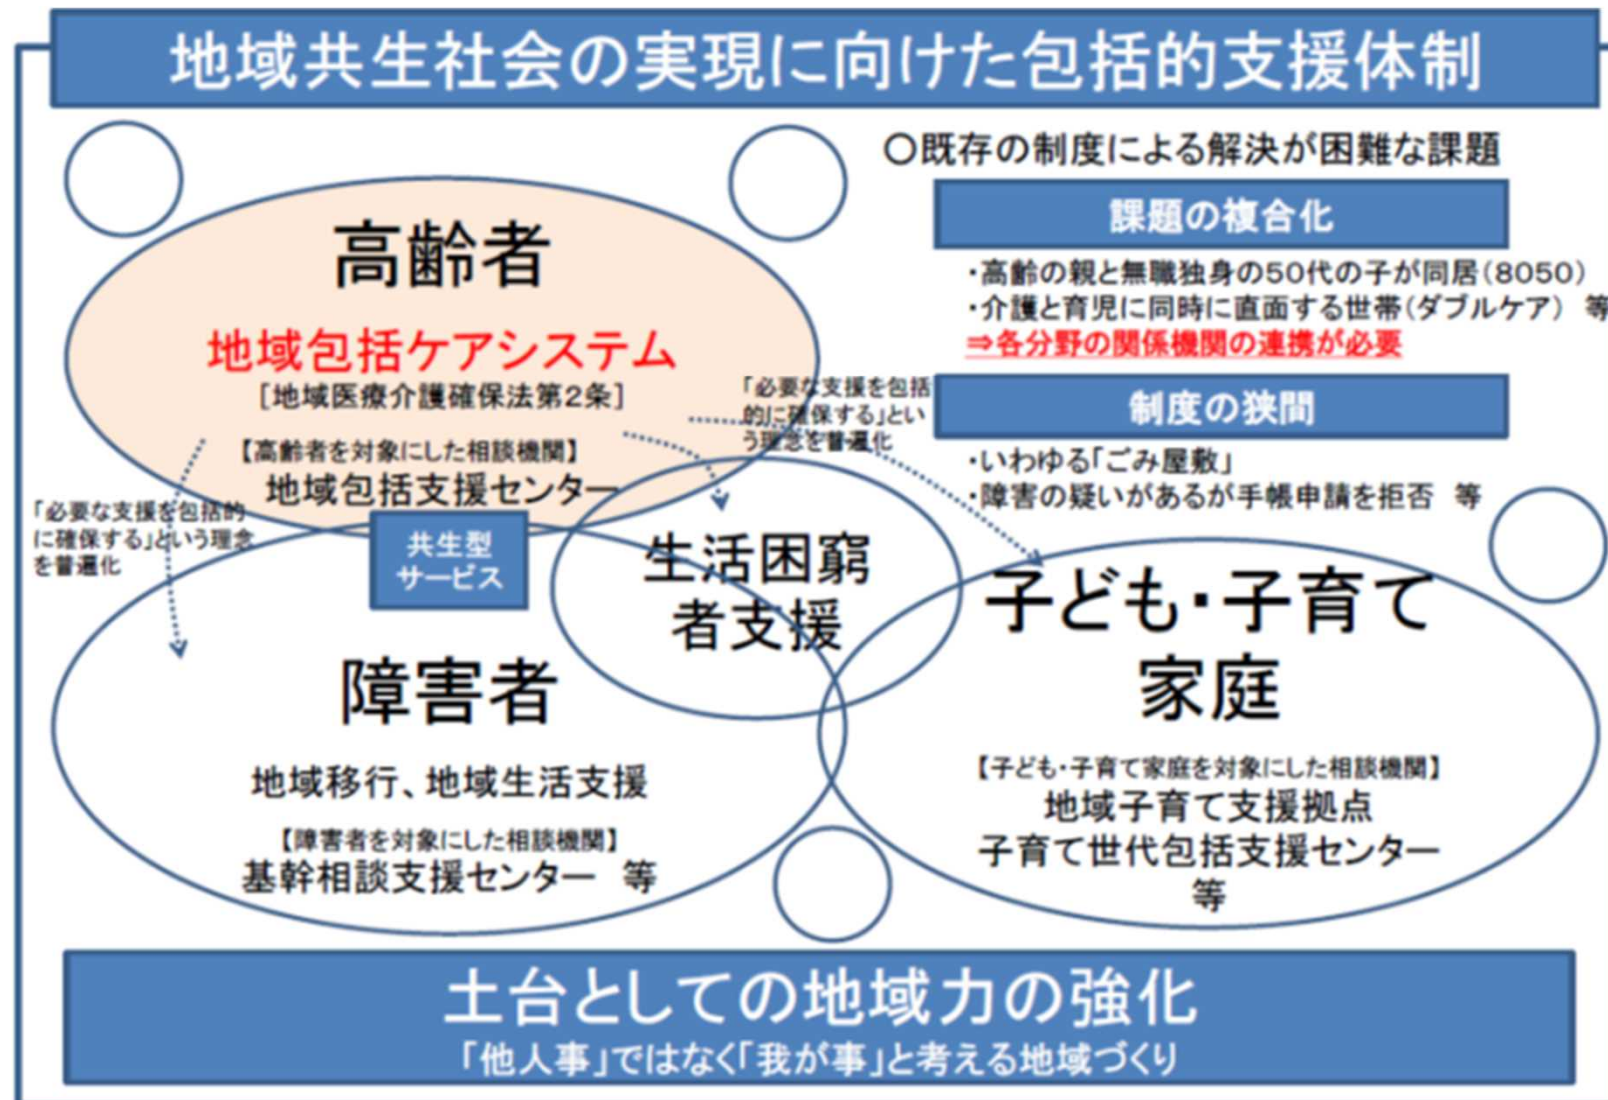 地域共生社会の実現に向けた包括的支援体制
○既存の制度による解決が困難な課題
課題の複合化
・高齢の親と無職独身の50代の子が同居(8050)
・介護と育児に同時に直面する世帯(ダブルケア) 等
⇒各分野の関係機関の連携が必要
制度の狭間
・いわゆる「ごみ屋敷」
・障害の疑いがあるが手帳申請を拒否 等
高齢者
地域包括ケアシステム
[地域医療介護確保法第2条]
【高齢者を対象にした相談機関】
地域包括支援センター
「必要な支援を包括
的に確保する」とい
う理念を普遍化
「必要な支援を包括的
に確保する」という理念
を普遍化
共生型
サービス
生活困窮
者支援
障害者
地域移行、地域生活支援
【障害者を対象にした相談機関】
基幹相談支援センター 等
子ども・子育て
家庭
【子ども・子育て家庭を対象にした相談機関】
地域子育て支援拠点
子育て世代包括支援センター
等
土台としての地域力の強化
「他人事」ではなく「我が事」と考える地域づくり